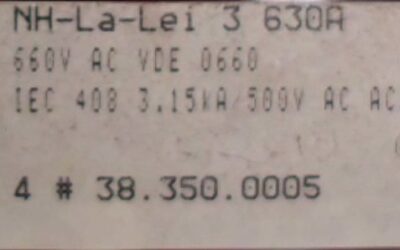 NH-La-Lei 3 630A
660V AC VDE 0660
IEC 408 3.15kA/500V AC AC
4 # 38.350.0005